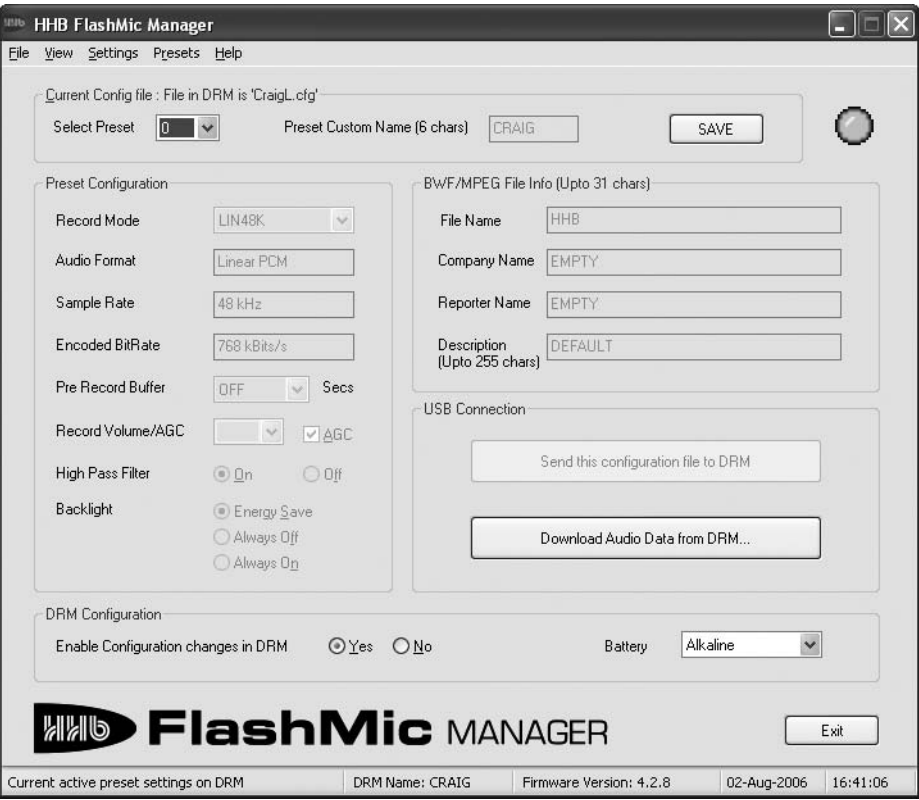 HHB HHB FlashMic Manager
File View Settings Presets Help
Current Config file : File in DRM is 'CraigL.cfg'
Select Preset 0 Preset Custom Name (6 chars) CRAIG SAVE
Preset Configuration
Record Mode LIN48K
Audio Format Linear PCM
Sample Rate 48 kHz
Encoded BitRate 768 kBits/s
Pre Record Buffer OFF Secs
Record Volume/AGC AGC
High Pass Filter On Off
Backlight Energy Save
Always Off
Always On
BWF/MPEG File Info (Upto 31 chars)
File Name HHB
Company Name EMPTY
Reporter Name EMPTY
Description DEFAULT
(Upto 255 chars)
USB Connection
Send this configuration file to DRM
Download Audio Data from DRM...
DRM Configuration
Enable Configuration changes in DRM Yes No Battery Alkaline
HHb FlashMic MANAGER Exit
Current active preset settings on DRM DRM Name: CRAIG Firmware Version: 4.2.8 02-Aug-2006 16:41:06